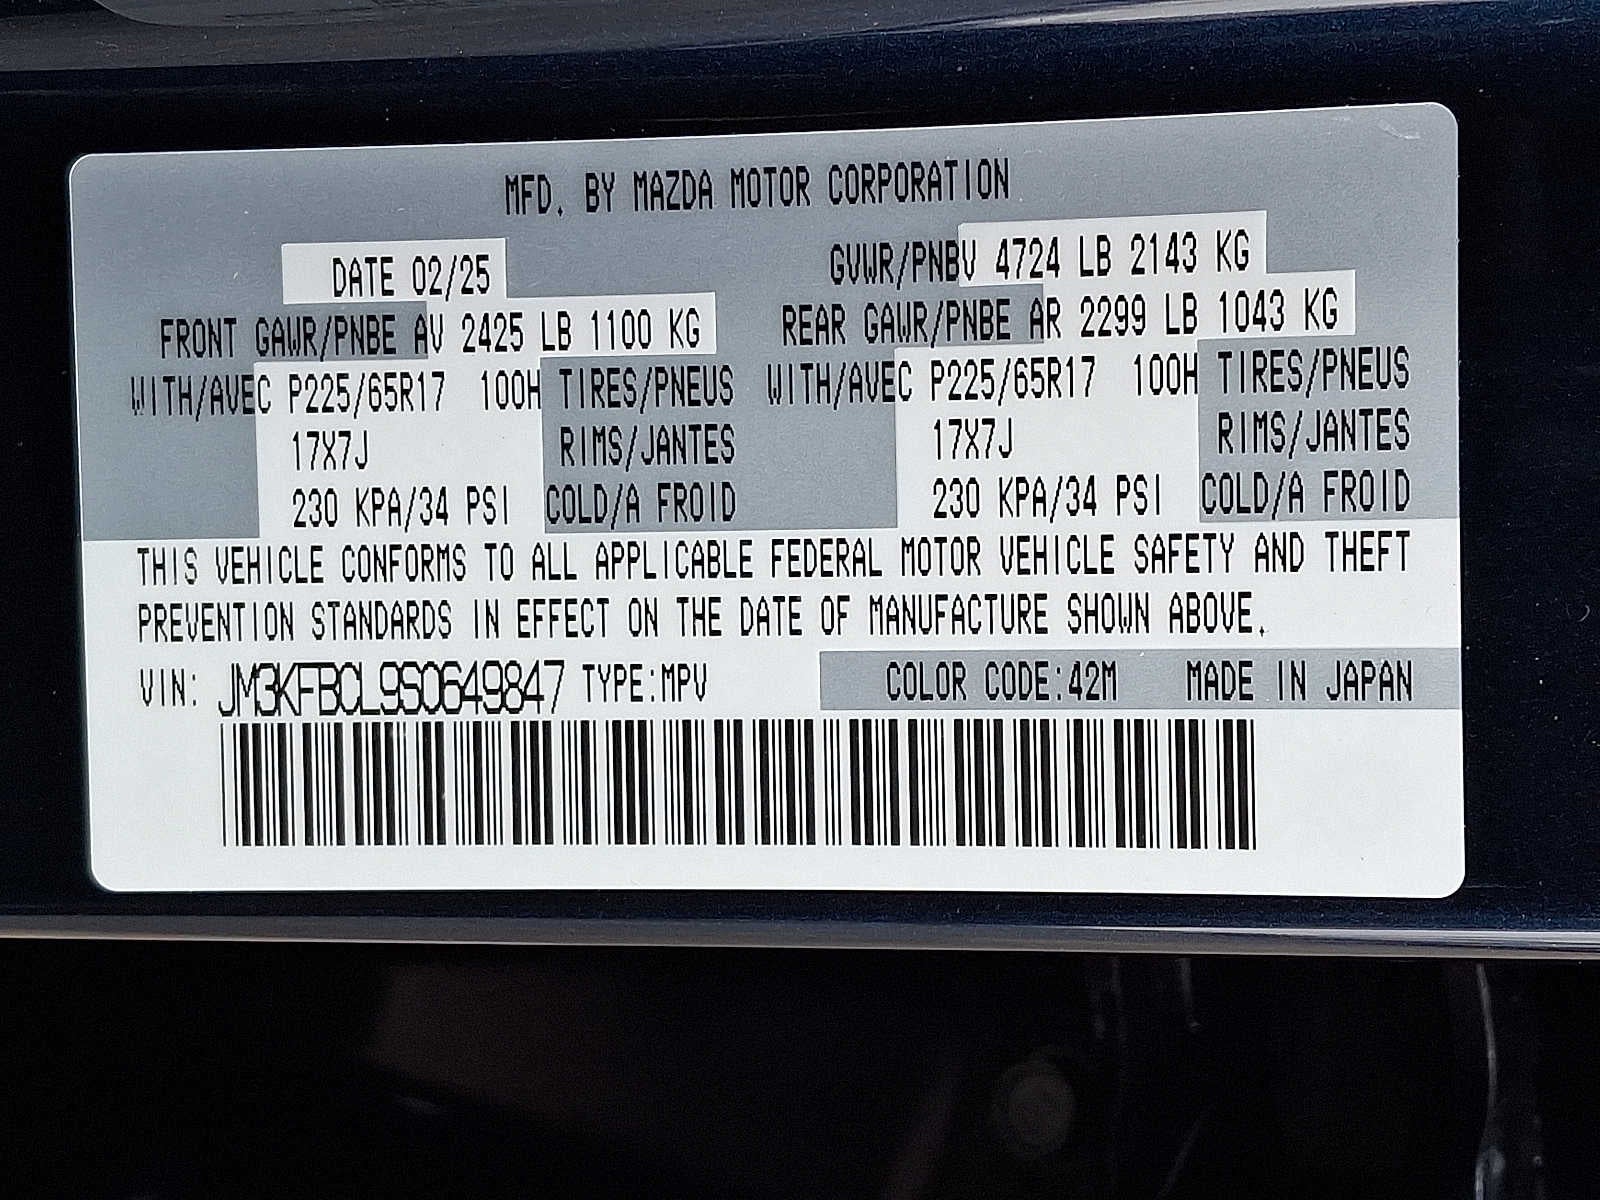 MFD. BY MAZDA MOTOR CORPORATION
DATE 02/25 GVWR/PNBV 4724 LB 2143 KG
FRONT GAWR/PNBE AV 2425 LB 1100 KG REAR GAWR/PNBE AR 2299 LB 1043 KG
WITH/AVEC P225/65R17 100H TIRES/PNEUS WITH/AVEC P225/65R17 100H TIRES/PNEUS
17X7J RIMS/JANTES 17X7J RIMS/JANTES
230 KPA/34 PSI COLD/A FROID 230 KPA/34 PSI COLD/A FROID
THIS VEHICLE CONFORMS TO ALL APPLICABLE FEDERAL MOTOR VEHICLE SAFETY AND THEFT
PREVENTION STANDARDS IN EFFECT ON THE DATE OF MANUFACTURE SHOWN ABOVE.
VIN: JM3KFBCL9S0649847 TYPE:MPV COLOR CODE:42M MADE IN JAPAN